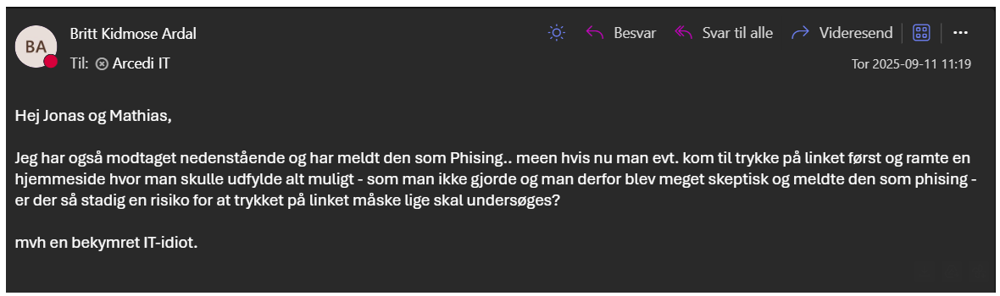 BA
Britt Kidmose Ardal
Besvar
Svar til alle
Videresend
Til: Arcedi IT
Tor 2025-09-11 11:19
Hej Jonas og Mathias,
Jeg har også modtaget nedenstående og har meldt den som Phising.. meen hvis nu man evt. kom til trykke på linket først og ramte en
hjemmeside hvor man skulle udfylde alt muligt - som man ikke gjorde og man derfor blev meget skeptisk og meldte den som phising -
er der så stadig en risiko for at trykket på linket måske lige skal undersøges?
mvh en bekymret IT-idiot.